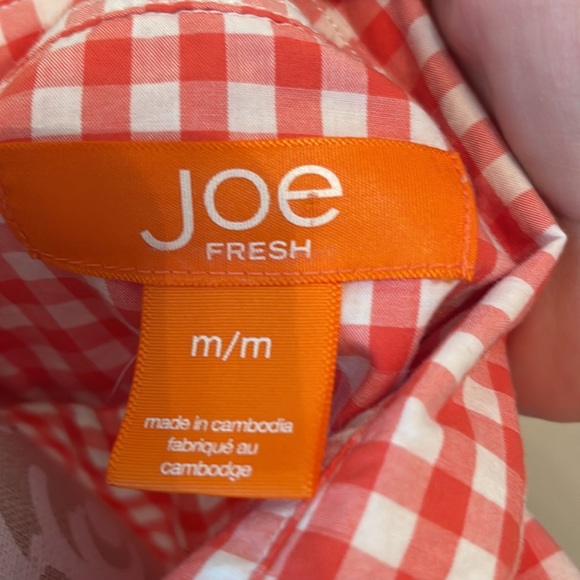 Joe
FRESH
m/m
made in cambodia
fabriqué au
cambodge